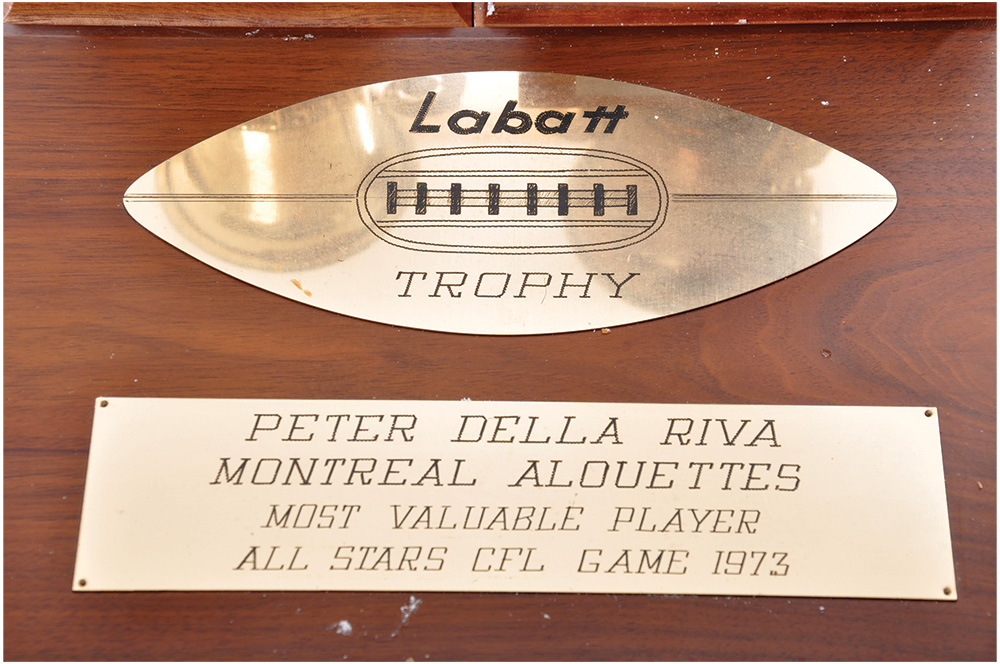 Labatt
TROPHY
PETER DELLA RIVA
MONTREAL ALOUETTES
MOST VALUABLE PLAYER
ALL STARS CFL GAME 1973